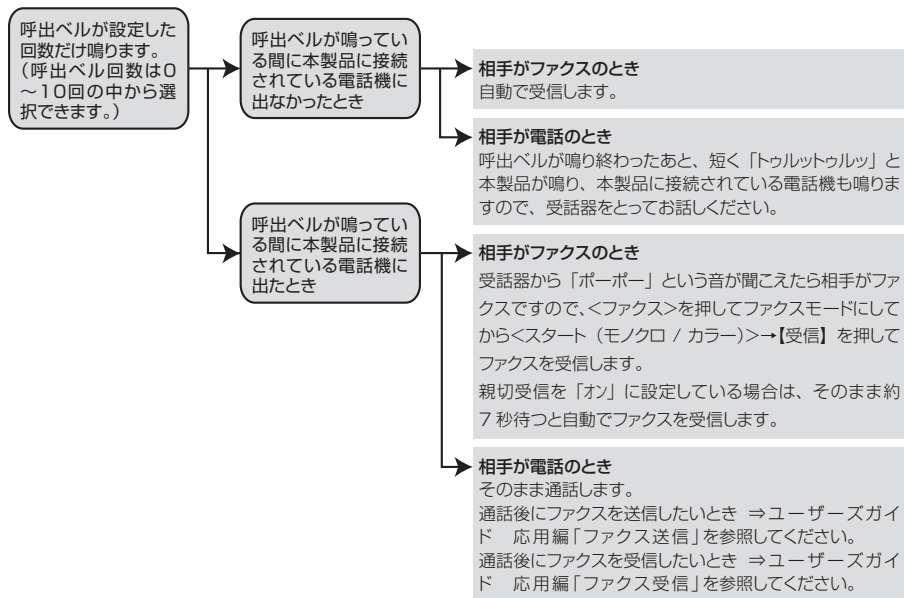 呼出ベルが設定した
回数だけ鳴ります。
（呼出ベル回数は0
～10回の中から選
択できます。）
呼出ベルが鳴ってい
る間に本製品に接続
されている電話機に
出なかったとき
相手がファクスのとき
自動で受信します。
相手が電話のとき
呼出ベルが鳴り終わったあと、短く「トゥルットゥルッ」と
本製品が鳴り、本製品に接続されている電話機も鳴りま
すので、受話器をとってお話しください。
呼出ベルが鳴ってい
る間に本製品に接続
されている電話機に
出たとき
相手がファクスのとき
受話器から「ポーポー」という音が聞こえたら相手がファ
クスですので、<ファクス>を押してファクスモードにして
から<スタート（モノクロ / カラー）>→【受信】を押して
ファクスを受信します。
親切受信を「オン」に設定している場合は、そのまま約
7 秒待つと自動でファクスを受信します。
相手が電話のとき
そのまま通話します。
通話後にファクスを送信したいとき ⇒ユーザーズガイ
ド　応用編「ファクス送信」を参照してください。
通話後にファクスを受信したいとき ⇒ユーザーズガイ
ド　応用編「ファクス受信」を参照してください。